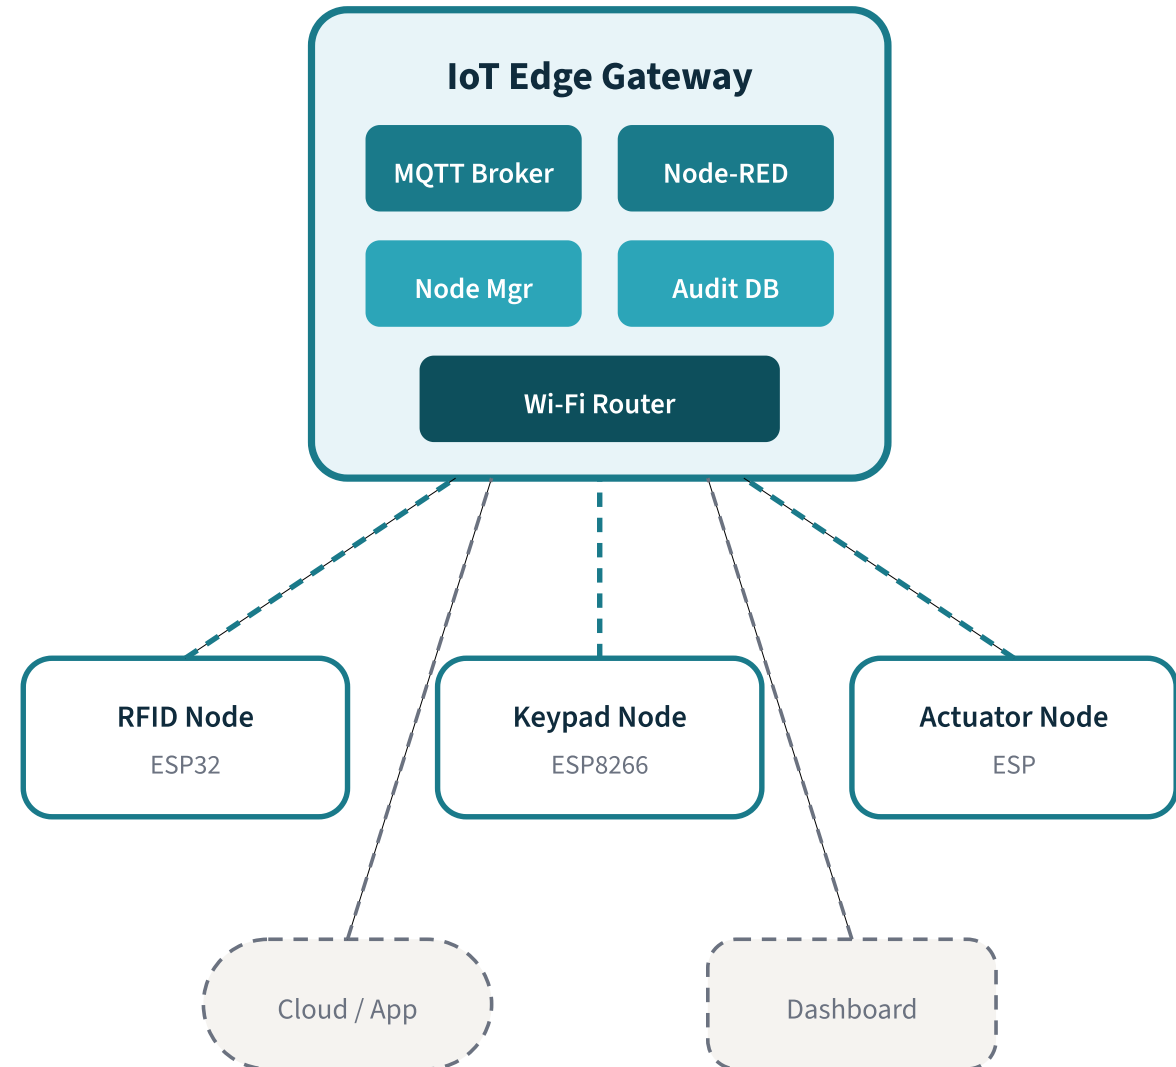 IoT Edge Gateway
MQTT Broker
Node-RED
Node Mgr
Audit DB
Wi-Fi Router
RFID Node
ESP32
Keypad Node
ESP8266
Actuator Node
ESP
Cloud / App
Dashboard